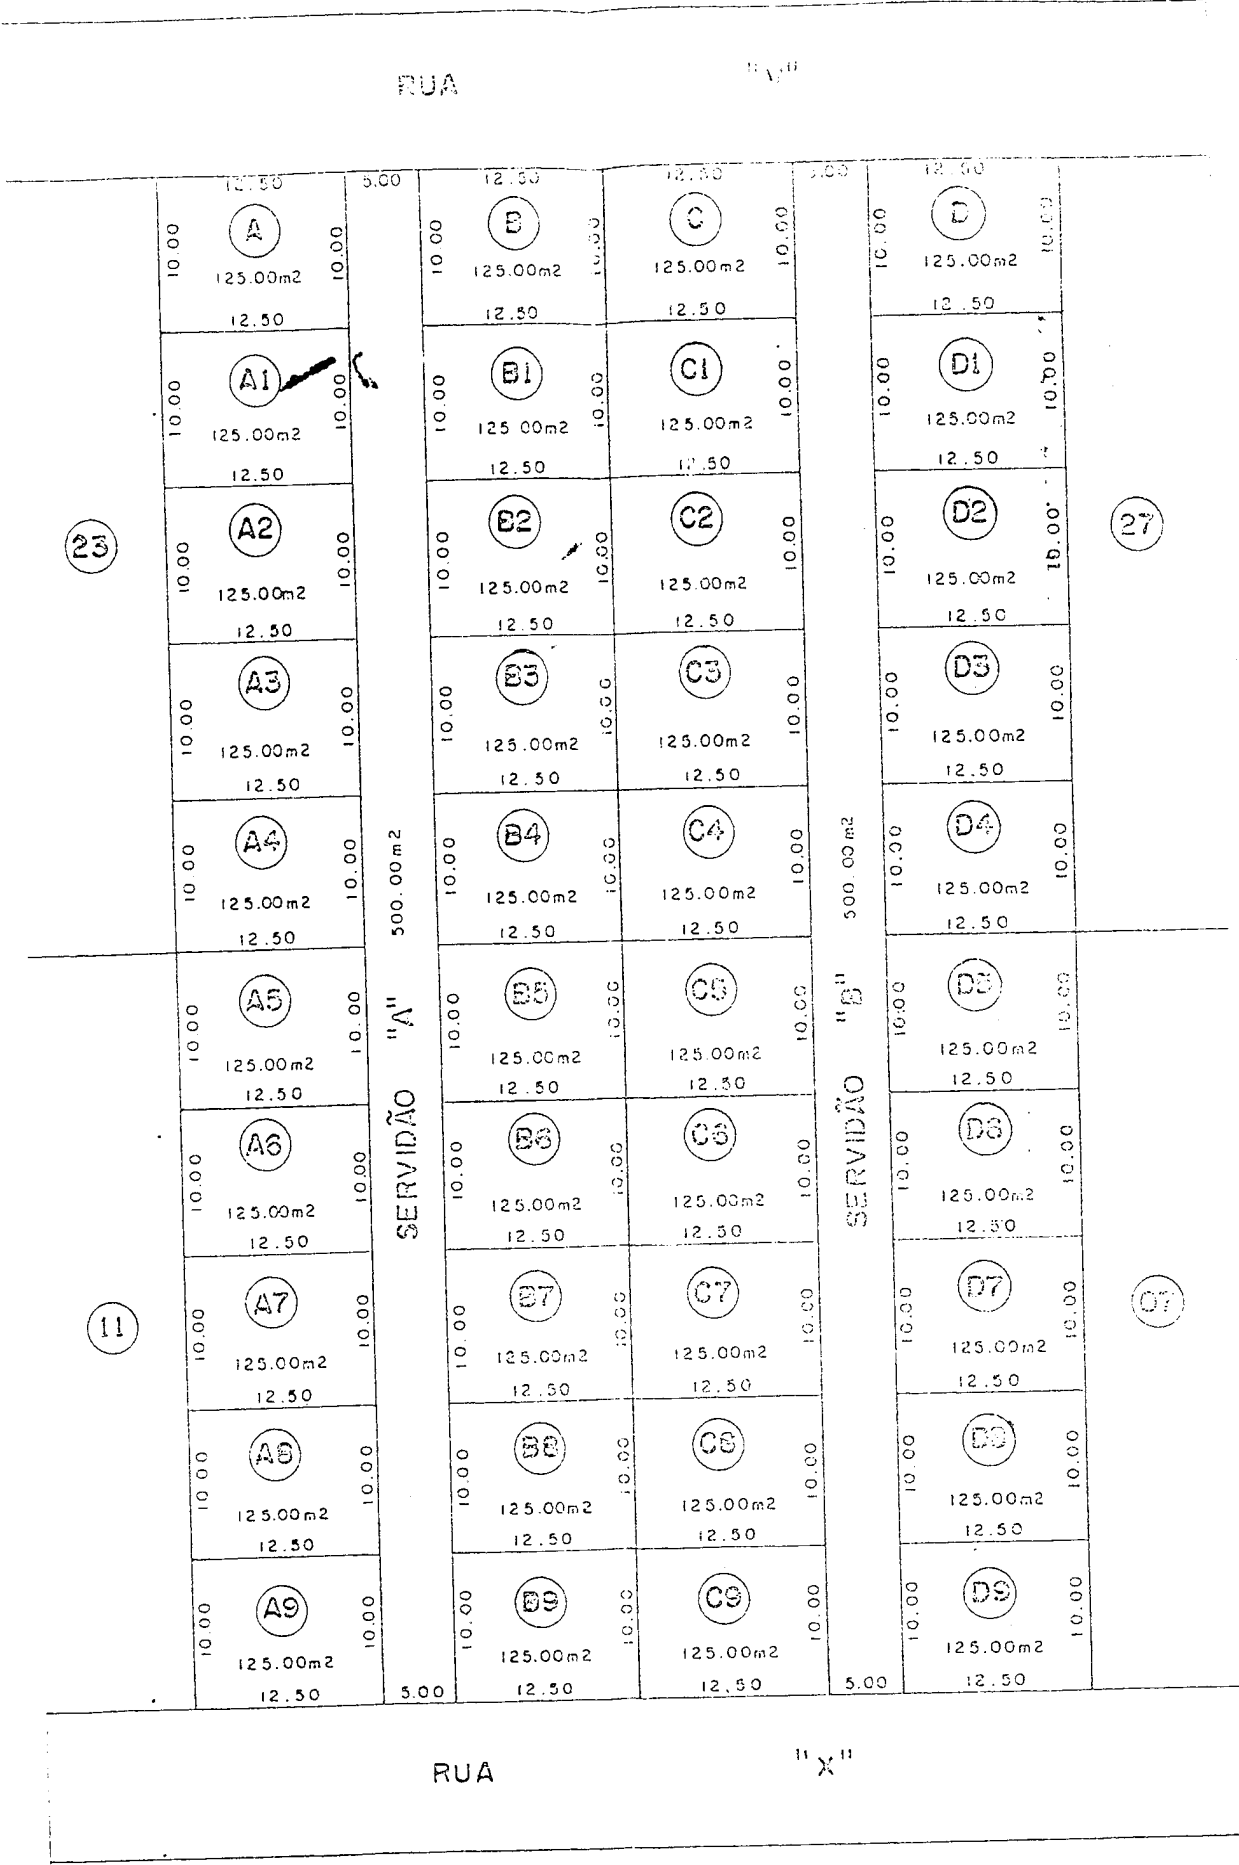 RUA
12.50 5.00 12.50 12.50 5.00 12.50
A B C D
10.00 10.00 10.00 10.00 10.00 10.00 10.00
125.00m2 125.00m2 125.00m2 125.00m2
12.50 12.50 12.50 12.50
A1 B1 C1 D1
10.00 10.00 10.00 10.00 10.00 10.00 10.00
125.00m2 125.00m2 125.00m2 125.00m2
12.50 12.50 12.50 12.50
23 A2 B2 C2 D2 27
10.00 10.00 10.00 10.00 10.00 10.00 10.00
125.00m2 125.00m2 125.00m2 125.00m2
12.50 12.50 12.50 12.50
A3 B3 C3 D3
10.00 10.00 10.00 10.00 10.00 10.00 10.00
125.00m2 125.00m2 125.00m2 125.00m2
12.50 12.50 12.50 12.50
A4 B4 C4 D4
10.00 10.00 10.00 10.00 10.00 10.00 10.00
125.00m2 125.00m2 125.00m2 125.00m2
12.50 12.50 12.50 12.50
SERVIDÃO "A" 500.00m2
SERVIDÃO "B" 500.00m2
A5 B5 C5 D5
10.00 10.00 10.00 10.00 10.00 10.00 10.00
125.00m2 125.00m2 125.00m2 125.00m2
12.50 12.50 12.50 12.50
A6 B6 C6 D6
10.00 10.00 10.00 10.00 10.00 10.00 10.00
125.00m2 125.00m2 125.00m2 125.00m2
12.50 12.50 12.50 12.50
11 A7 B7 C7 D7 07
10.00 10.00 10.00 10.00 10.00 10.00 10.00
125.00m2 125.00m2 125.00m2 125.00m2
12.50 12.50 12.50 12.50
A8 B8 C8 D8
10.00 10.00 10.00 10.00 10.00 10.00 10.00
125.00m2 125.00m2 125.00m2 125.00m2
12.50 12.50 12.50 12.50
A9 B9 C9 D9
10.00 10.00 10.00 10.00 10.00 10.00 10.00
125.00m2 125.00m2 125.00m2 125.00m2
12.50 5.00 12.50 12.50 5.00 12.50
RUA "X"